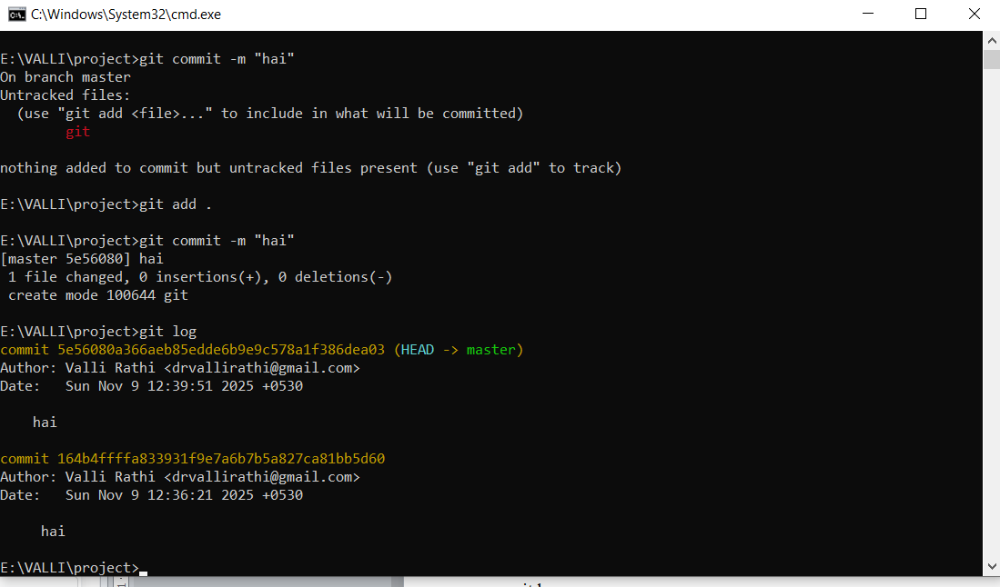 C:\Windows\System32\cmd.exe
E:\VALLI\project>git commit -m "hai"
On branch master
Untracked files:
  (use "git add <file>..." to include in what will be committed)
        git
nothing added to commit but untracked files present (use "git add" to track)
E:\VALLI\project>git add .
E:\VALLI\project>git commit -m "hai"
[master 5e56080] hai
 1 file changed, 0 insertions(+), 0 deletions(-)
 create mode 100644 git
E:\VALLI\project>git log
commit 5e56080a366aeb85edde6b9e9c578a1f386dea03 (HEAD -> master)
Author: Valli Rathi <drvallirathi@gmail.com>
Date:   Sun Nov 9 12:39:51 2025 +0530
    hai
commit 164b4ffffa833931f9e7a6b7b5a827ca81bb5d60
Author: Valli Rathi <drvallirathi@gmail.com>
Date:   Sun Nov 9 12:36:21 2025 +0530
     hai
E:\VALLI\project>